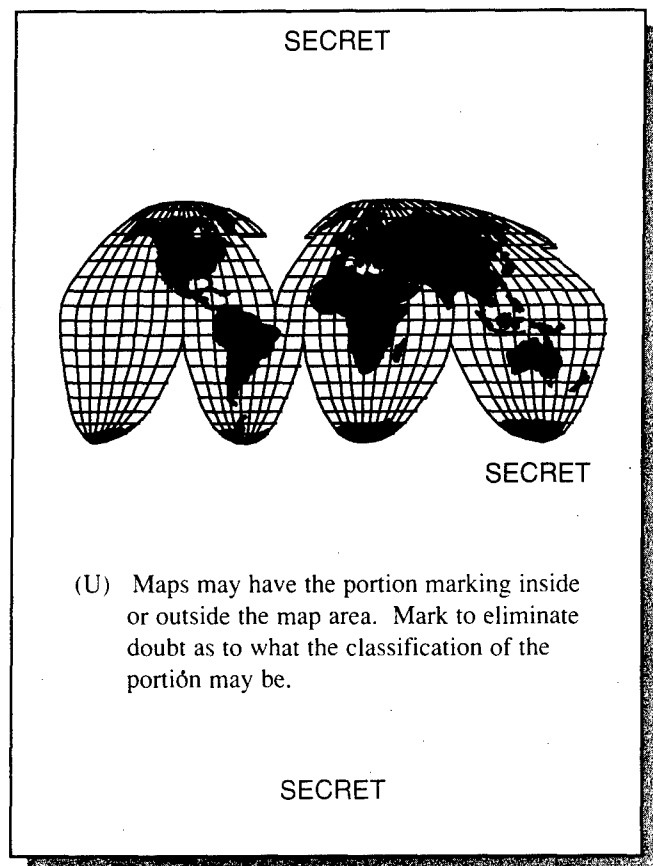 SECRET
SECRET
(U) Maps may have the portion marking inside
or outside the map area. Mark to eliminate
doubt as to what the classification of the
portion may be.
SECRET